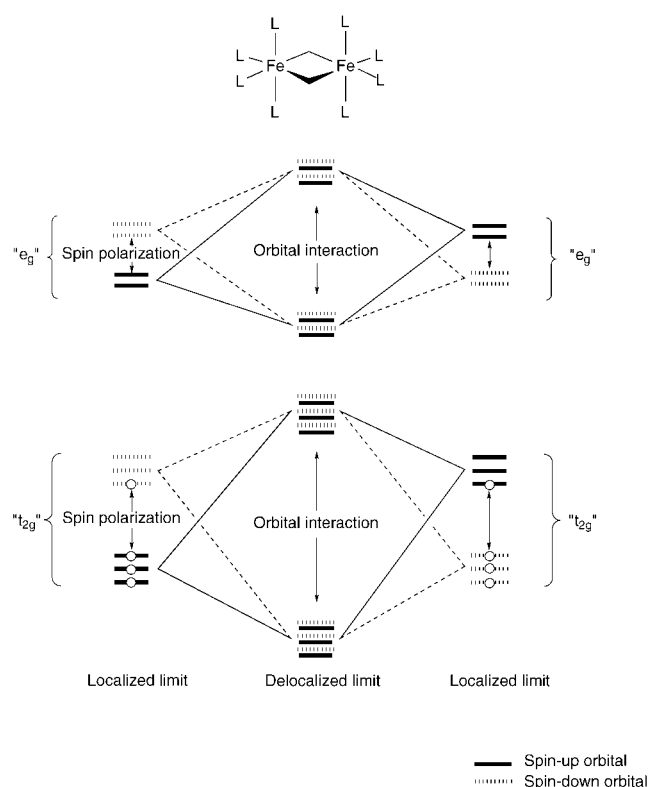 L L
L L
Fe Fe
L L
L L
"eg" Spin polarization Orbital interaction "eg"
"t2g" Spin polarization Orbital interaction "t2g"
Localized limit Delocalized limit Localized limit
Spin-up orbital
Spin-down orbital